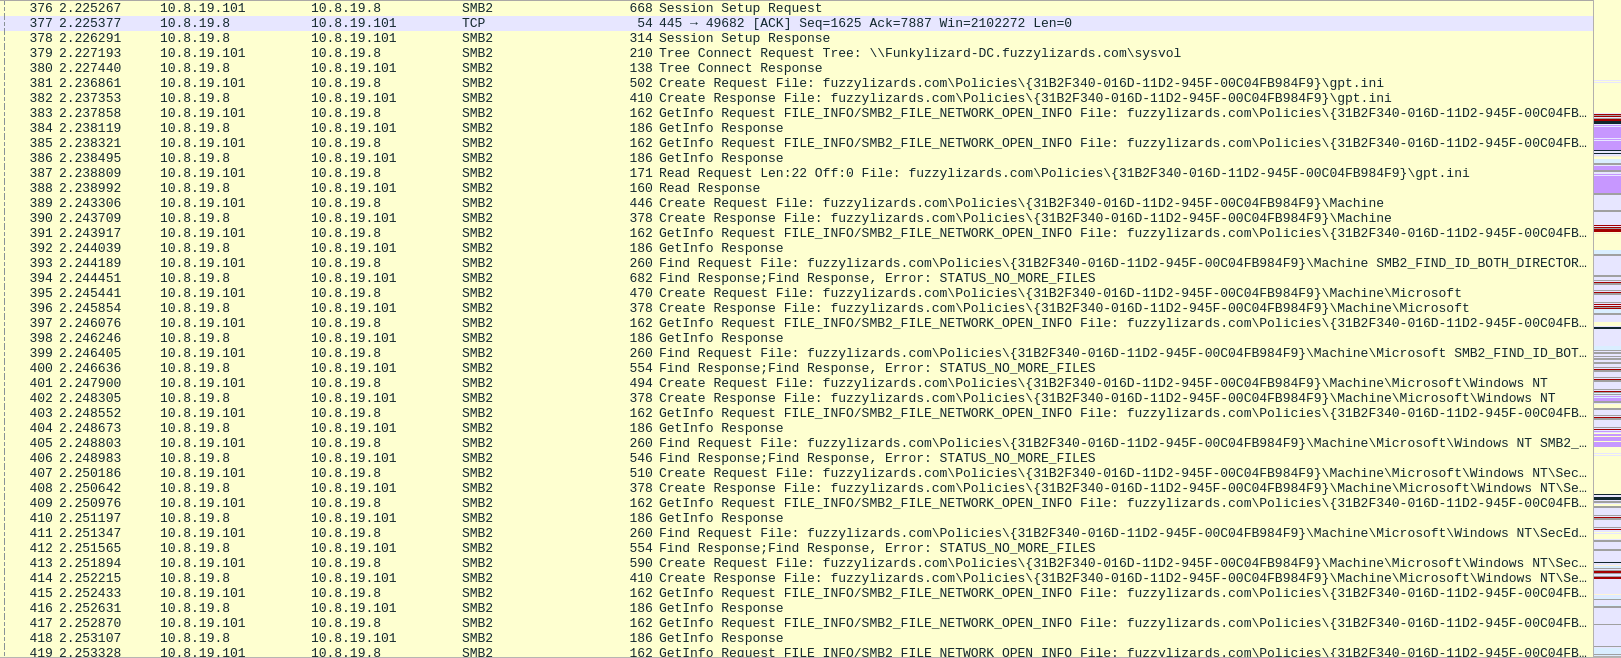 376 2.225267 10.8.19.101 10.8.19.8 SMB2 668 Session Setup Request
377 2.225377 10.8.19.8 10.8.19.101 TCP 54 445 → 49682 [ACK] Seq=1625 Ack=7887 Win=2102272 Len=0
378 2.226291 10.8.19.8 10.8.19.101 SMB2 314 Session Setup Response
379 2.227193 10.8.19.101 10.8.19.8 SMB2 210 Tree Connect Request Tree: \\Funkylizard-DC.fuzzylizards.com\sysvol
380 2.227440 10.8.19.8 10.8.19.101 SMB2 138 Tree Connect Response
381 2.236861 10.8.19.101 10.8.19.8 SMB2 502 Create Request File: fuzzylizards.com\Policies\{31B2F340-016D-11D2-945F-00C04FB984F9}\gpt.ini
382 2.237353 10.8.19.8 10.8.19.101 SMB2 410 Create Response File: fuzzylizards.com\Policies\{31B2F340-016D-11D2-945F-00C04FB984F9}\gpt.ini
383 2.237858 10.8.19.101 10.8.19.8 SMB2 162 GetInfo Request FILE_INFO/SMB2_FILE_NETWORK_OPEN_INFO File: fuzzylizards.com\Policies\{31B2F340-016D-11D2-945F-00C04FB…
384 2.238119 10.8.19.8 10.8.19.101 SMB2 186 GetInfo Response
385 2.238321 10.8.19.101 10.8.19.8 SMB2 162 GetInfo Request FILE_INFO/SMB2_FILE_NETWORK_OPEN_INFO File: fuzzylizards.com\Policies\{31B2F340-016D-11D2-945F-00C04FB…
386 2.238495 10.8.19.8 10.8.19.101 SMB2 186 GetInfo Response
387 2.238809 10.8.19.101 10.8.19.8 SMB2 171 Read Request Len:22 Off:0 File: fuzzylizards.com\Policies\{31B2F340-016D-11D2-945F-00C04FB984F9}\gpt.ini
388 2.238992 10.8.19.8 10.8.19.101 SMB2 160 Read Response
389 2.243306 10.8.19.101 10.8.19.8 SMB2 446 Create Request File: fuzzylizards.com\Policies\{31B2F340-016D-11D2-945F-00C04FB984F9}\Machine
390 2.243709 10.8.19.8 10.8.19.101 SMB2 378 Create Response File: fuzzylizards.com\Policies\{31B2F340-016D-11D2-945F-00C04FB984F9}\Machine
391 2.243917 10.8.19.101 10.8.19.8 SMB2 162 GetInfo Request FILE_INFO/SMB2_FILE_NETWORK_OPEN_INFO File: fuzzylizards.com\Policies\{31B2F340-016D-11D2-945F-00C04FB…
392 2.244039 10.8.19.8 10.8.19.101 SMB2 186 GetInfo Response
393 2.244189 10.8.19.101 10.8.19.8 SMB2 260 Find Request File: fuzzylizards.com\Policies\{31B2F340-016D-11D2-945F-00C04FB984F9}\Machine SMB2_FIND_ID_BOTH_DIRECTOR…
394 2.244451 10.8.19.8 10.8.19.101 SMB2 682 Find Response;Find Response, Error: STATUS_NO_MORE_FILES
395 2.245441 10.8.19.101 10.8.19.8 SMB2 470 Create Request File: fuzzylizards.com\Policies\{31B2F340-016D-11D2-945F-00C04FB984F9}\Machine\Microsoft
396 2.245854 10.8.19.8 10.8.19.101 SMB2 378 Create Response File: fuzzylizards.com\Policies\{31B2F340-016D-11D2-945F-00C04FB984F9}\Machine\Microsoft
397 2.246076 10.8.19.101 10.8.19.8 SMB2 162 GetInfo Request FILE_INFO/SMB2_FILE_NETWORK_OPEN_INFO File: fuzzylizards.com\Policies\{31B2F340-016D-11D2-945F-00C04FB…
398 2.246246 10.8.19.8 10.8.19.101 SMB2 186 GetInfo Response
399 2.246405 10.8.19.101 10.8.19.8 SMB2 260 Find Request File: fuzzylizards.com\Policies\{31B2F340-016D-11D2-945F-00C04FB984F9}\Machine\Microsoft SMB2_FIND_ID_BOT…
400 2.246636 10.8.19.8 10.8.19.101 SMB2 554 Find Response;Find Response, Error: STATUS_NO_MORE_FILES
401 2.247900 10.8.19.101 10.8.19.8 SMB2 494 Create Request File: fuzzylizards.com\Policies\{31B2F340-016D-11D2-945F-00C04FB984F9}\Machine\Microsoft\Windows NT
402 2.248305 10.8.19.8 10.8.19.101 SMB2 378 Create Response File: fuzzylizards.com\Policies\{31B2F340-016D-11D2-945F-00C04FB984F9}\Machine\Microsoft\Windows NT
403 2.248552 10.8.19.101 10.8.19.8 SMB2 162 GetInfo Request FILE_INFO/SMB2_FILE_NETWORK_OPEN_INFO File: fuzzylizards.com\Policies\{31B2F340-016D-11D2-945F-00C04FB…
404 2.248673 10.8.19.8 10.8.19.101 SMB2 186 GetInfo Response
405 2.248803 10.8.19.101 10.8.19.8 SMB2 260 Find Request File: fuzzylizards.com\Policies\{31B2F340-016D-11D2-945F-00C04FB984F9}\Machine\Microsoft\Windows NT SMB2_…
406 2.248983 10.8.19.8 10.8.19.101 SMB2 546 Find Response;Find Response, Error: STATUS_NO_MORE_FILES
407 2.250186 10.8.19.101 10.8.19.8 SMB2 510 Create Request File: fuzzylizards.com\Policies\{31B2F340-016D-11D2-945F-00C04FB984F9}\Machine\Microsoft\Windows NT\Sec…
408 2.250642 10.8.19.8 10.8.19.101 SMB2 378 Create Response File: fuzzylizards.com\Policies\{31B2F340-016D-11D2-945F-00C04FB984F9}\Machine\Microsoft\Windows NT\Se…
409 2.250976 10.8.19.101 10.8.19.8 SMB2 162 GetInfo Request FILE_INFO/SMB2_FILE_NETWORK_OPEN_INFO File: fuzzylizards.com\Policies\{31B2F340-016D-11D2-945F-00C04FB…
410 2.251197 10.8.19.8 10.8.19.101 SMB2 186 GetInfo Response
411 2.251347 10.8.19.101 10.8.19.8 SMB2 260 Find Request File: fuzzylizards.com\Policies\{31B2F340-016D-11D2-945F-00C04FB984F9}\Machine\Microsoft\Windows NT\SecEd…
412 2.251565 10.8.19.8 10.8.19.101 SMB2 554 Find Response;Find Response, Error: STATUS_NO_MORE_FILES
413 2.251894 10.8.19.101 10.8.19.8 SMB2 590 Create Request File: fuzzylizards.com\Policies\{31B2F340-016D-11D2-945F-00C04FB984F9}\Machine\Microsoft\Windows NT\Sec…
414 2.252215 10.8.19.8 10.8.19.101 SMB2 410 Create Response File: fuzzylizards.com\Policies\{31B2F340-016D-11D2-945F-00C04FB984F9}\Machine\Microsoft\Windows NT\Se…
415 2.252433 10.8.19.101 10.8.19.8 SMB2 162 GetInfo Request FILE_INFO/SMB2_FILE_NETWORK_OPEN_INFO File: fuzzylizards.com\Policies\{31B2F340-016D-11D2-945F-00C04FB…
416 2.252631 10.8.19.8 10.8.19.101 SMB2 186 GetInfo Response
417 2.252870 10.8.19.101 10.8.19.8 SMB2 162 GetInfo Request FILE_INFO/SMB2_FILE_NETWORK_OPEN_INFO File: fuzzylizards.com\Policies\{31B2F340-016D-11D2-945F-00C04FB…
418 2.253107 10.8.19.8 10.8.19.101 SMB2 186 GetInfo Response
419 2.253328 10.8.19.101 10.8.19.8 SMB2 162 GetInfo Request FILE_INFO/SMB2_FILE_NETWORK_OPEN_INFO File: fuzzylizards.com\Policies\{31B2F340-016D-11D2-945F-00C04FB…